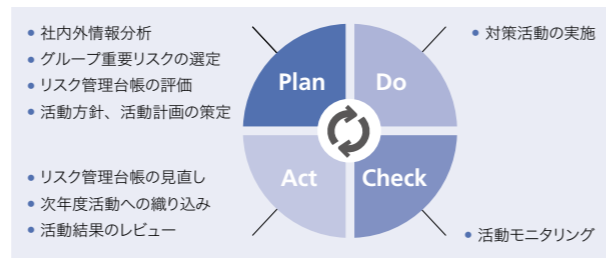 • 社内外情報分析
• グループ重要リスクの選定
• リスク管理台帳の評価
• 活動方針、活動計画の策定
Plan
Do
• 対策活動の実施
• リスク管理台帳の見直し
• 次年度活動への織り込み
• 活動結果のレビュー
Act
Check
• 活動モニタリング